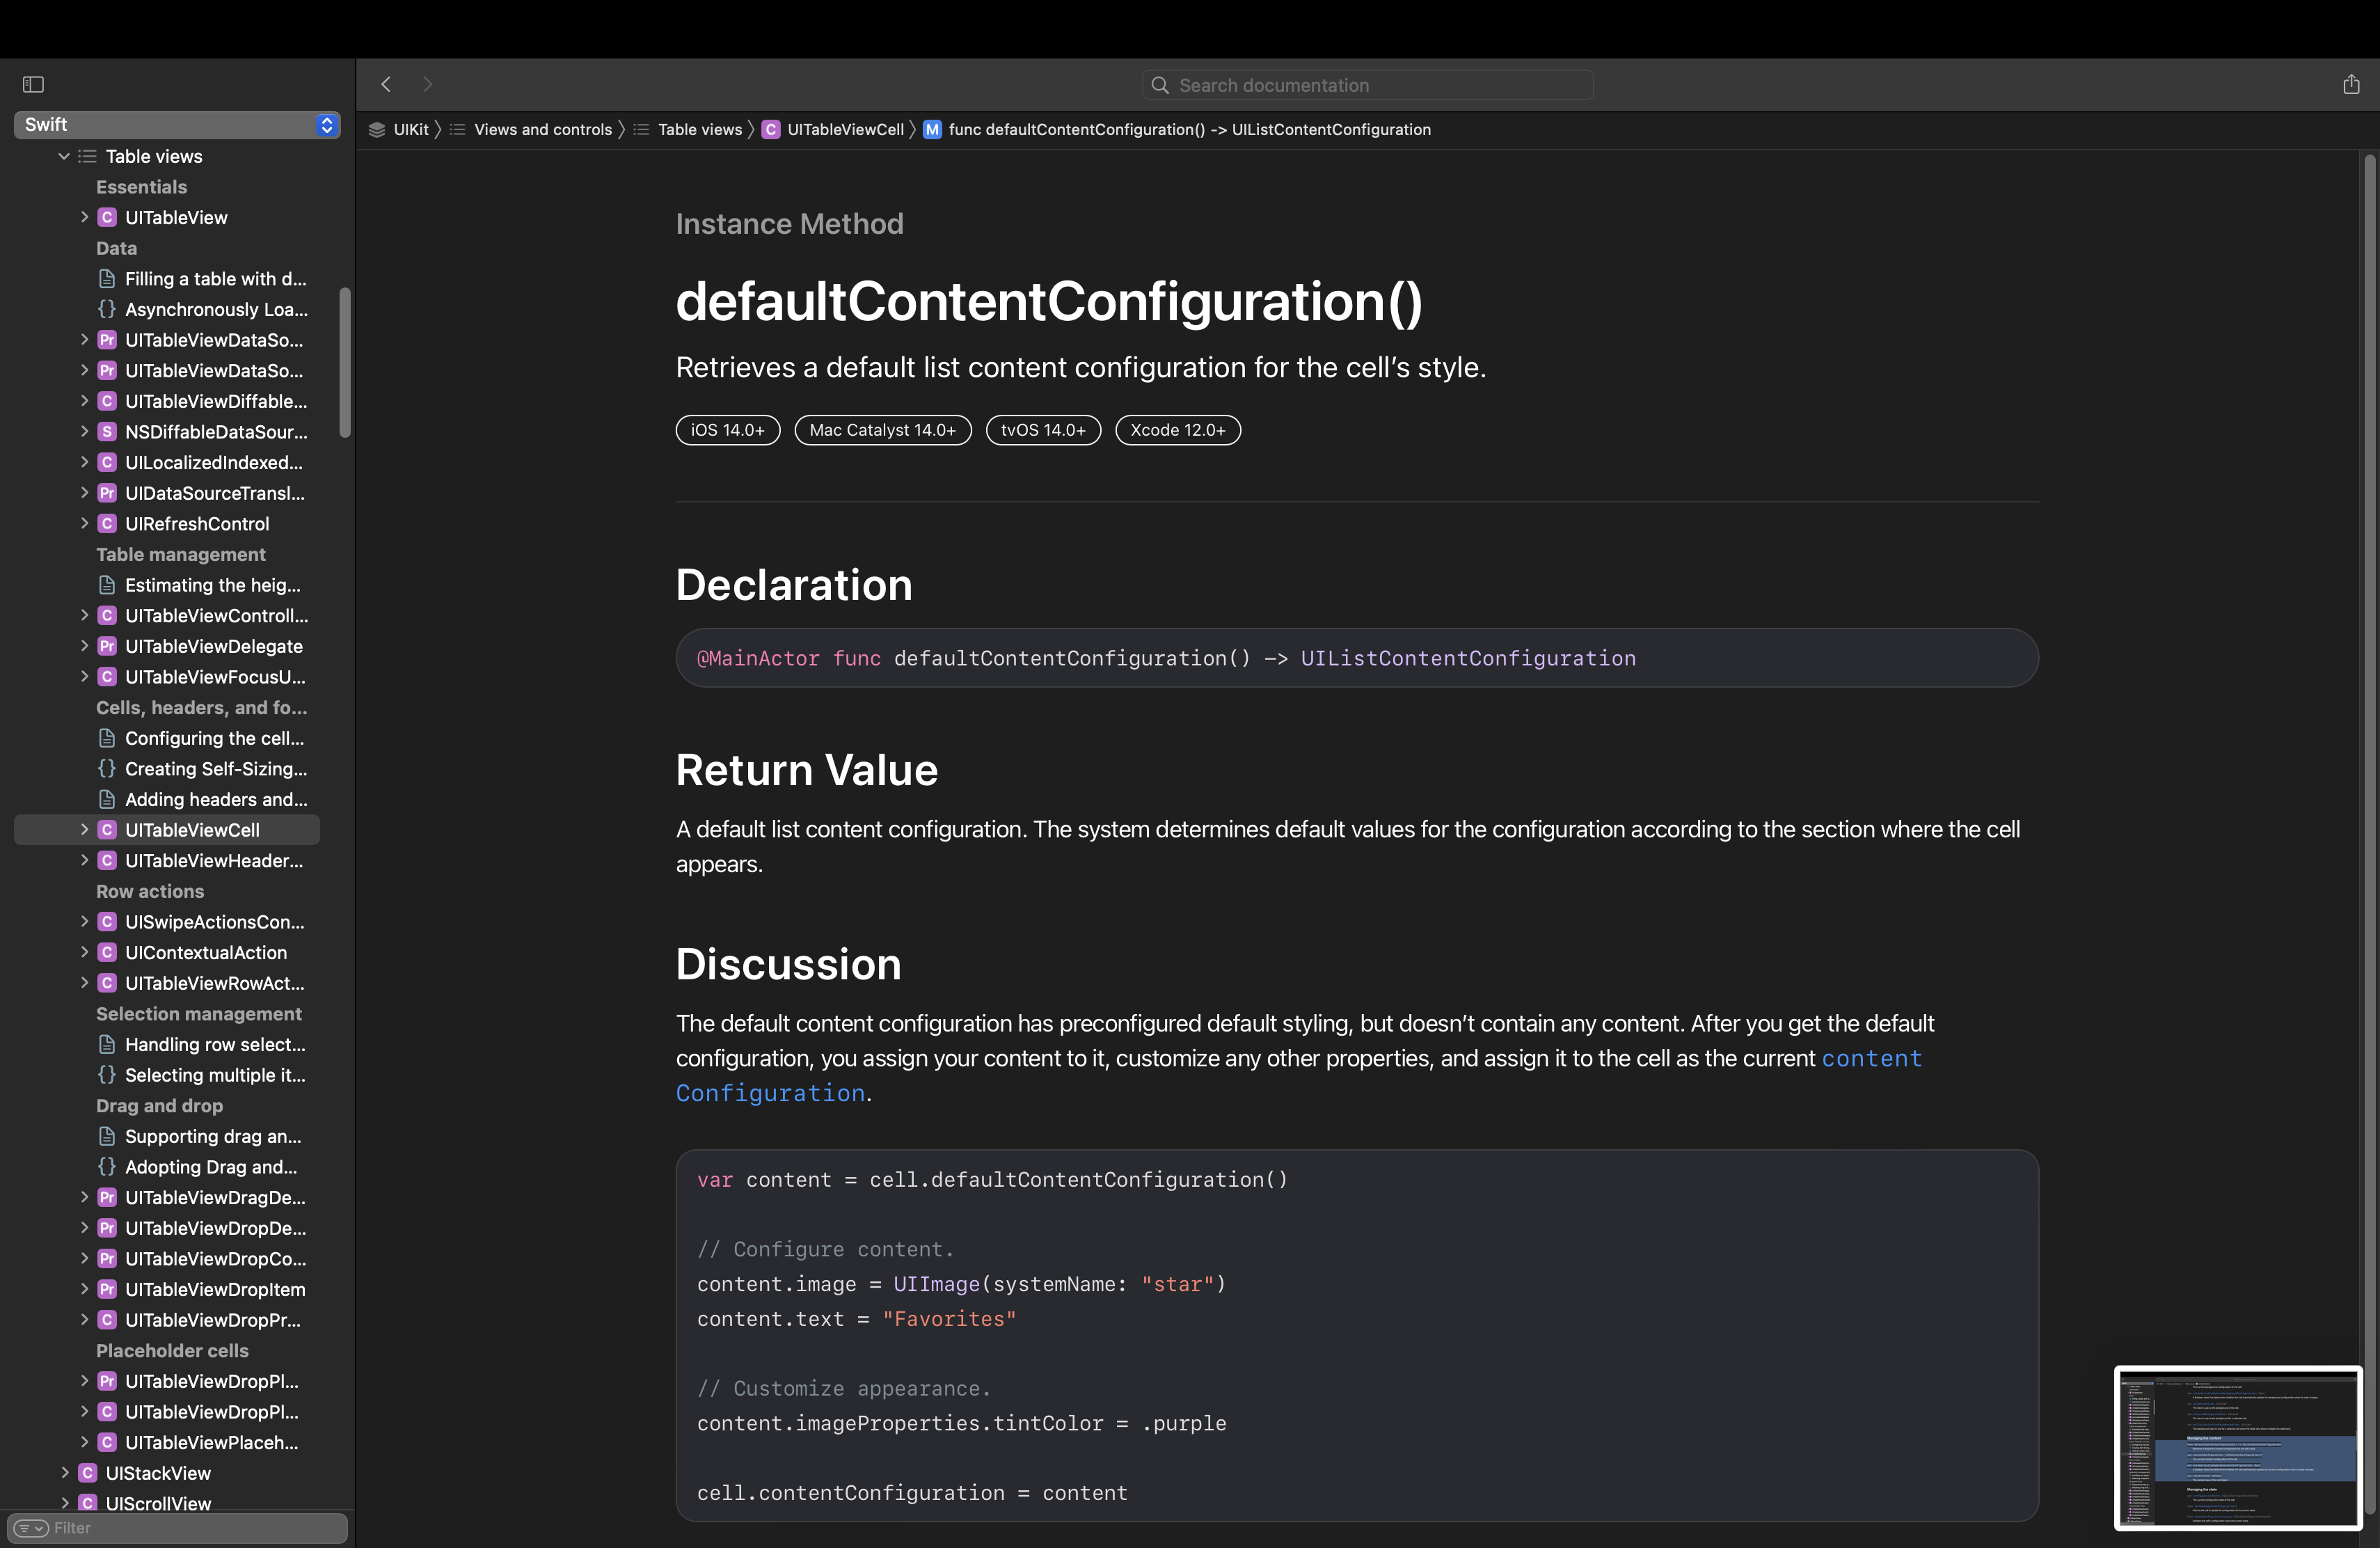 Search documentation
Swift
UIKit
Views and controls
Table views
C
UITableViewCell
M
func defaultContentConfiguration() -> UIListContentConfiguration
Table views
Essentials
C UITableView
Data
Filling a table with d...
{} Asynchronously Loa...
Pr UITableViewDataSo...
Pr UITableViewDataSo...
C UITableViewDiffable...
S NSDiffableDataSour...
C UILocalizedIndexed...
Pr UIDataSourceTransl...
C UIRefreshControl
Table management
Estimating the heig...
C UITableViewControll...
Pr UITableViewDelegate
C UITableViewFocusU...
Cells, headers, and fo...
Configuring the cell...
{} Creating Self-Sizing...
Adding headers and...
C UITableViewCell
C UITableViewHeader...
Row actions
C UISwipeActionsCon...
C UIContextualAction
C UITableViewRowAct...
Selection management
Handling row select...
{} Selecting multiple it...
Drag and drop
Supporting drag an...
{} Adopting Drag and...
Pr UITableViewDragDe...
Pr UITableViewDropDe...
Pr UITableViewDropCo...
Pr UITableViewDropItem
C UITableViewDropPr...
Placeholder cells
Pr UITableViewDropPl...
C UITableViewDropPl...
C UITableViewPlaceh...
C UIStackView
C UIScrollView
Filter
Instance Method
defaultContentConfiguration()
Retrieves a default list content configuration for the cell’s style.
iOS 14.0+ Mac Catalyst 14.0+ tvOS 14.0+ Xcode 12.0+
Declaration
@MainActor func defaultContentConfiguration() -> UIListContentConfiguration
Return Value
A default list content configuration. The system determines default values for the configuration according to the section where the cell
appears.
Discussion
The default content configuration has preconfigured default styling, but doesn’t contain any content. After you get the default
configuration, you assign your content to it, customize any other properties, and assign it to the cell as the current content
Configuration.
var content = cell.defaultContentConfiguration()
// Configure content.
content.image = UIImage(systemName: "star")
content.text = "Favorites"
// Customize appearance.
content.imageProperties.tintColor = .purple
cell.contentConfiguration = content